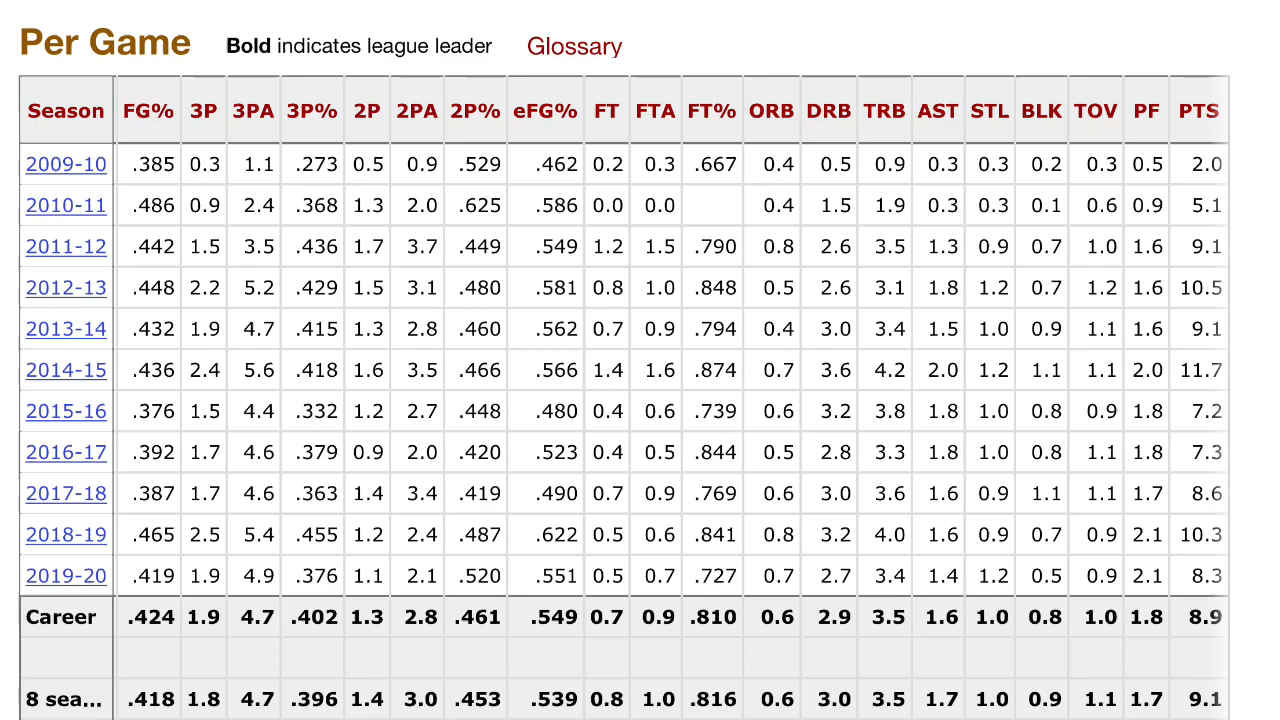 Per Game Bold indicates league leader Glossary
Season FG% 3P 3PA 3P% 2P 2PA 2P% eFG% FT FTA FT% ORB DRB TRB AST STL BLK TOV PF PTS
2009-10 .385 0.3 1.1 .273 0.5 0.9 .529 .462 0.2 0.3 .667 0.4 0.5 0.9 0.3 0.3 0.2 0.3 0.5 2.0
2010-11 .486 0.9 2.4 .368 1.3 2.0 .625 .586 0.0 0.0 0.4 1.5 1.9 0.3 0.3 0.1 0.6 0.9 5.1
2011-12 .442 1.5 3.5 .436 1.7 3.7 .449 .549 1.2 1.5 .790 0.8 2.6 3.5 1.3 0.9 0.7 1.0 1.6 9.1
2012-13 .448 2.2 5.2 .429 1.5 3.1 .480 .581 0.8 1.0 .848 0.5 2.6 3.1 1.8 1.2 0.7 1.2 1.6 10.5
2013-14 .432 1.9 4.7 .415 1.3 2.8 .460 .562 0.7 0.9 .794 0.4 3.0 3.4 1.5 1.0 0.9 1.1 1.6 9.1
2014-15 .436 2.4 5.6 .418 1.6 3.5 .466 .566 1.4 1.6 .874 0.7 3.6 4.2 2.0 1.2 1.1 1.1 2.0 11.7
2015-16 .376 1.5 4.4 .332 1.2 2.7 .448 .480 0.4 0.6 .739 0.6 3.2 3.8 1.8 1.0 0.8 0.9 1.8 7.2
2016-17 .392 1.7 4.6 .379 0.9 2.0 .420 .523 0.4 0.5 .844 0.5 2.8 3.3 1.8 1.0 0.8 1.1 1.8 7.3
2017-18 .387 1.7 4.6 .363 1.4 3.4 .419 .490 0.7 0.9 .769 0.6 3.0 3.6 1.6 0.9 1.1 1.1 1.7 8.6
2018-19 .465 2.5 5.4 .455 1.2 2.4 .487 .622 0.5 0.6 .841 0.8 3.2 4.0 1.6 0.9 0.7 0.9 2.1 10.3
2019-20 .419 1.9 4.9 .376 1.1 2.1 .520 .551 0.5 0.7 .727 0.7 2.7 3.4 1.4 1.2 0.5 0.9 2.1 8.3
Career .424 1.9 4.7 .402 1.3 2.8 .461 .549 0.7 0.9 .810 0.6 2.9 3.5 1.6 1.0 0.8 1.0 1.8 8.9
8 sea... .418 1.8 4.7 .396 1.4 3.0 .453 .539 0.8 1.0 .816 0.6 3.0 3.5 1.7 1.0 0.9 1.1 1.7 9.1